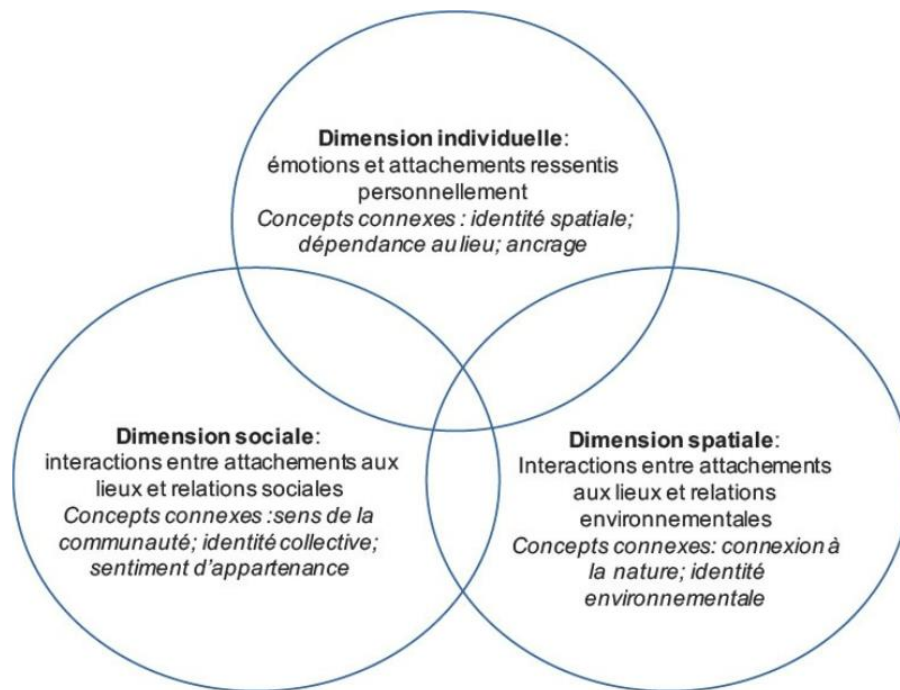 Dimension individuelle:
émotions et attachements ressentis
personnellement
Concepts connexes : identité spatiale;
dépendance au lieu; ancrage
Dimension sociale:
interactions entre attachements aux
lieux et relations sociales
Concepts connexes :sens de la
communauté; identité collective;
sentiment d'appartenance
Dimension spatiale:
Interactions entre attachements
aux lieux et relations
environnementales
Concepts connexes: connexion à
la nature; identité
environnementale